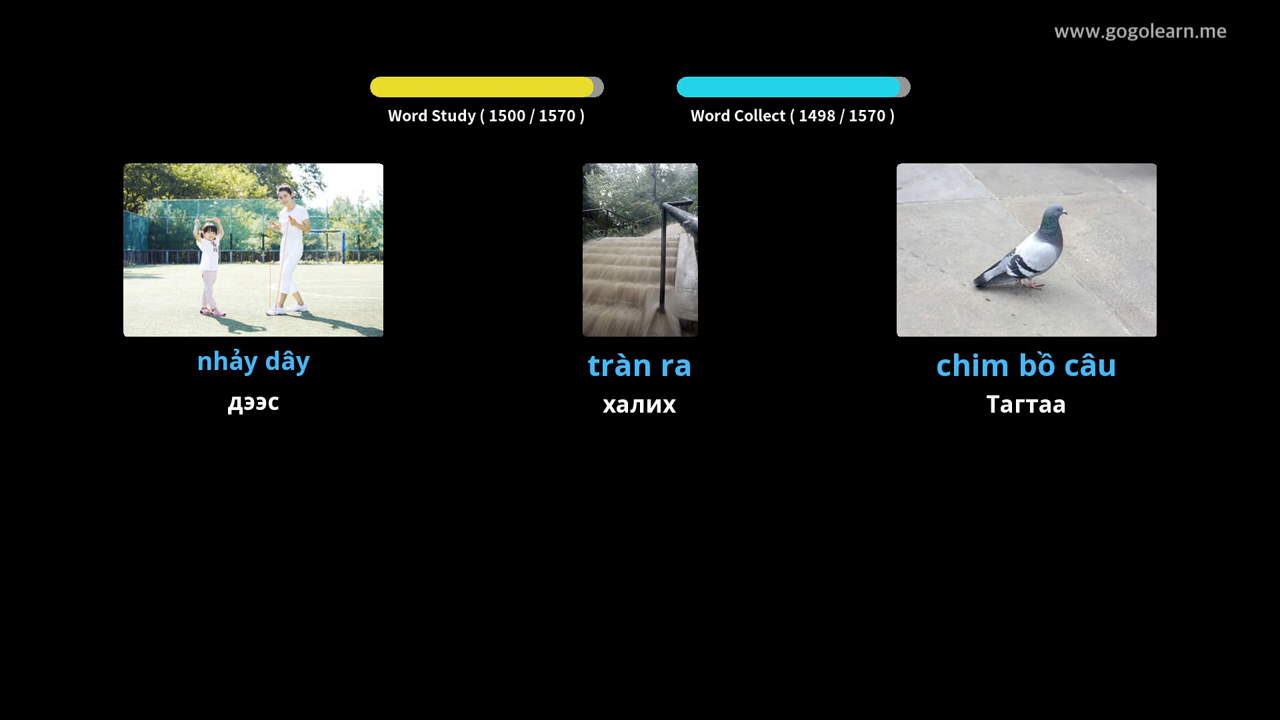 www.gogolearn.me
Word Study ( 1500 / 1570 )
Word Collect ( 1498 / 1570 )
nhảy dây
дээс
tràn ra
халих
chim bồ câu
Тагтаа